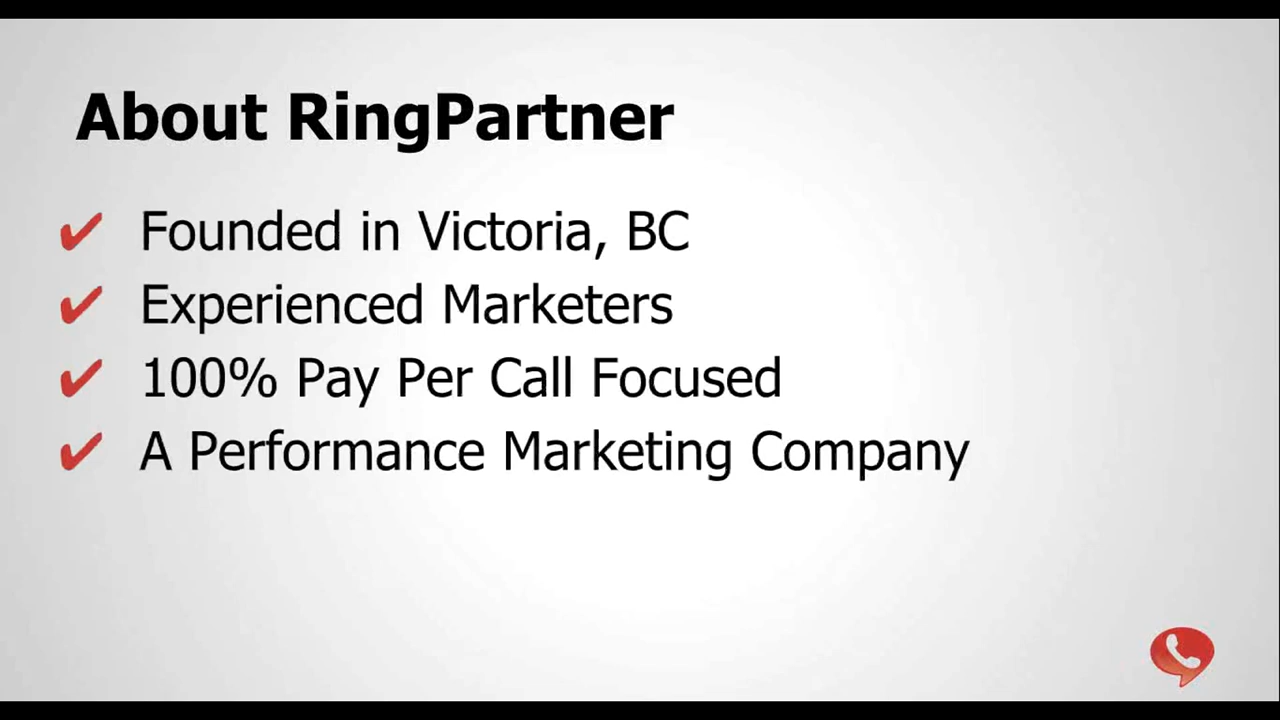 About RingPartner
✔ Founded in Victoria, BC
✔ Experienced Marketers
✔ 100% Pay Per Call Focused
✔ A Performance Marketing Company